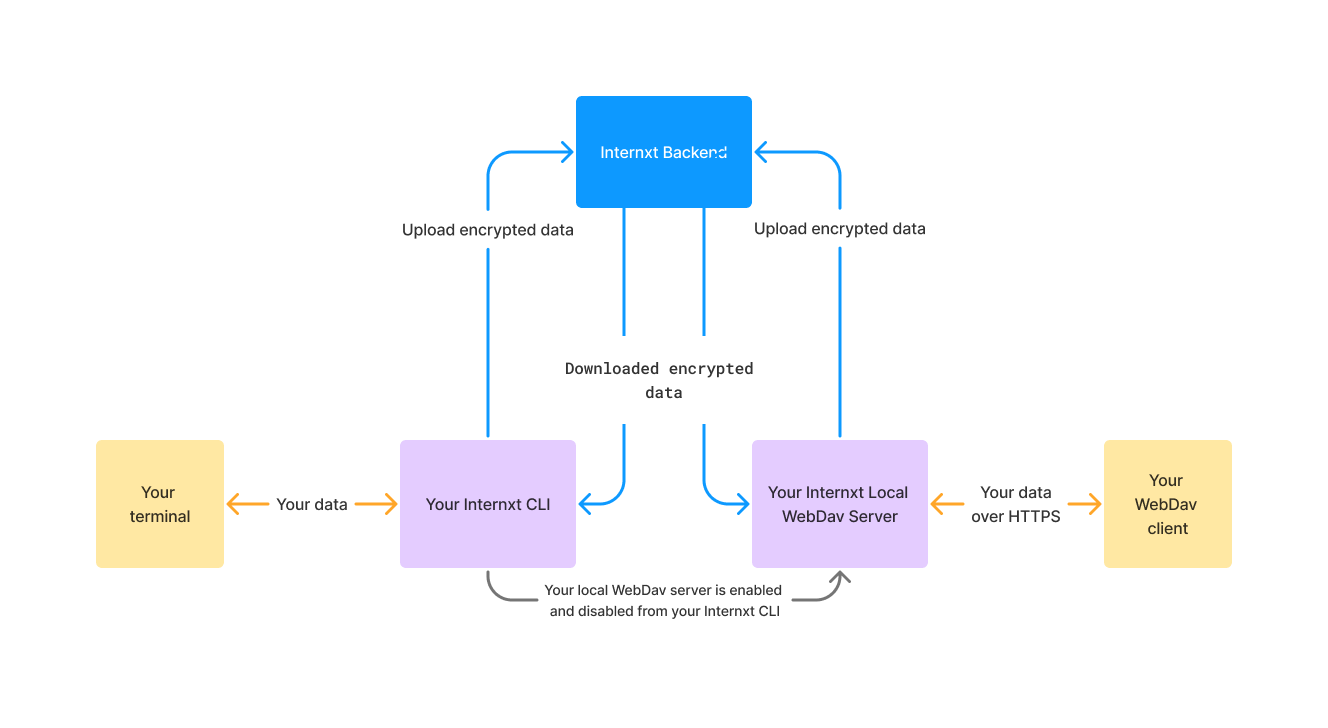 Internxt Backend
Upload encrypted data
Upload encrypted data
Downloaded encrypted
data
Your
terminal
Your data
Your Internxt CLI
Your Internxt Local
WebDav Server
Your data
over HTTPS
Your
WebDav
client
Your local WebDav server is enabled
and disabled from your Internxt CLI